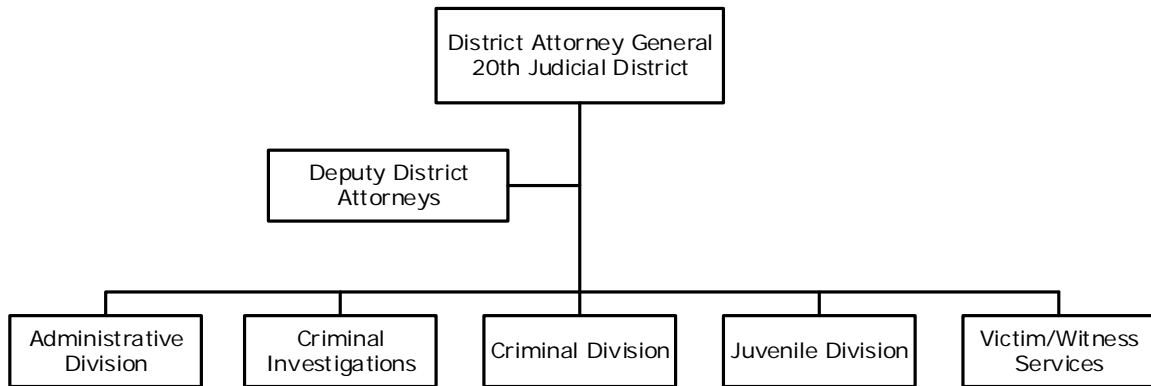 District Attorney General
20th Judicial District
Deputy District
Attorneys
Administrative
Division
Criminal
Investigations
Criminal Division
Juvenile Division
Victim/Witness
Services